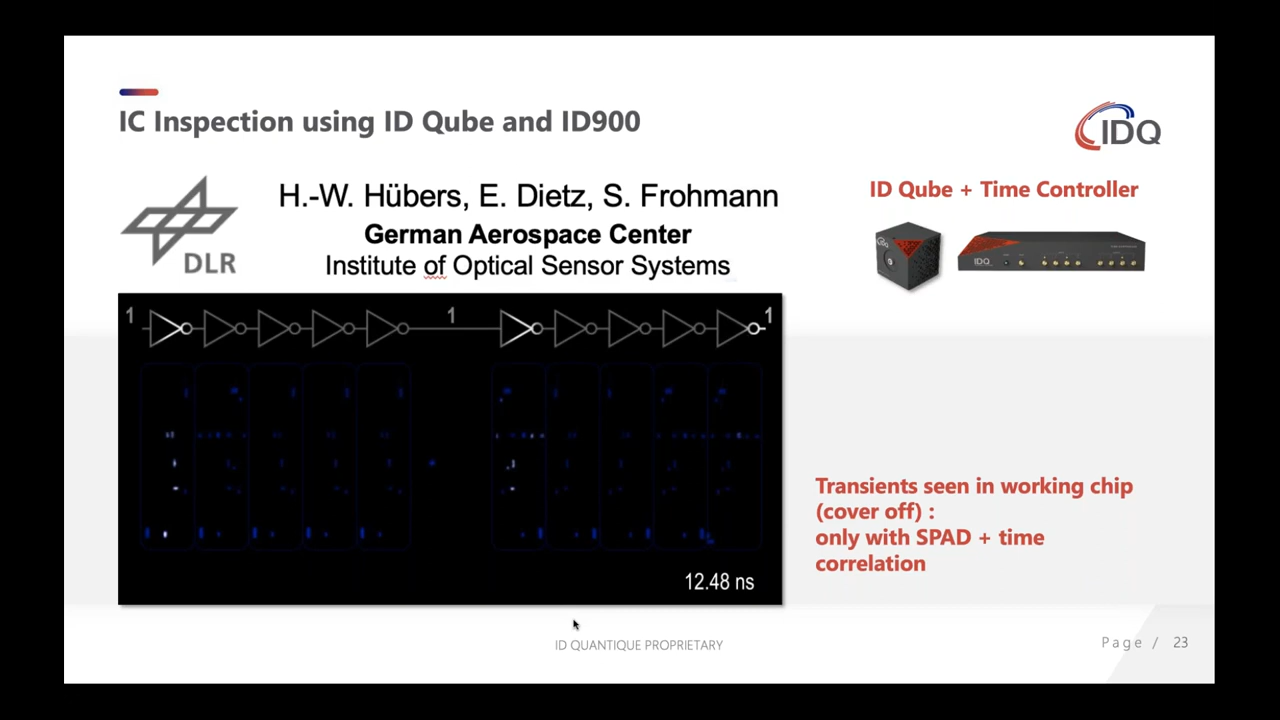 IC Inspection using ID Qube and ID900
IDQ
H.-W. Hübers, E. Dietz, S. Frohmann
German Aerospace Center
Institute of Optical Sensor Systems
DLR
ID Qube + Time Controller
IDQ
1 1 1
12.48 ns
Transients seen in working chip
(cover off) :
only with SPAD + time
correlation
ID QUANTIQUE PROPRIETARY
Page / 23